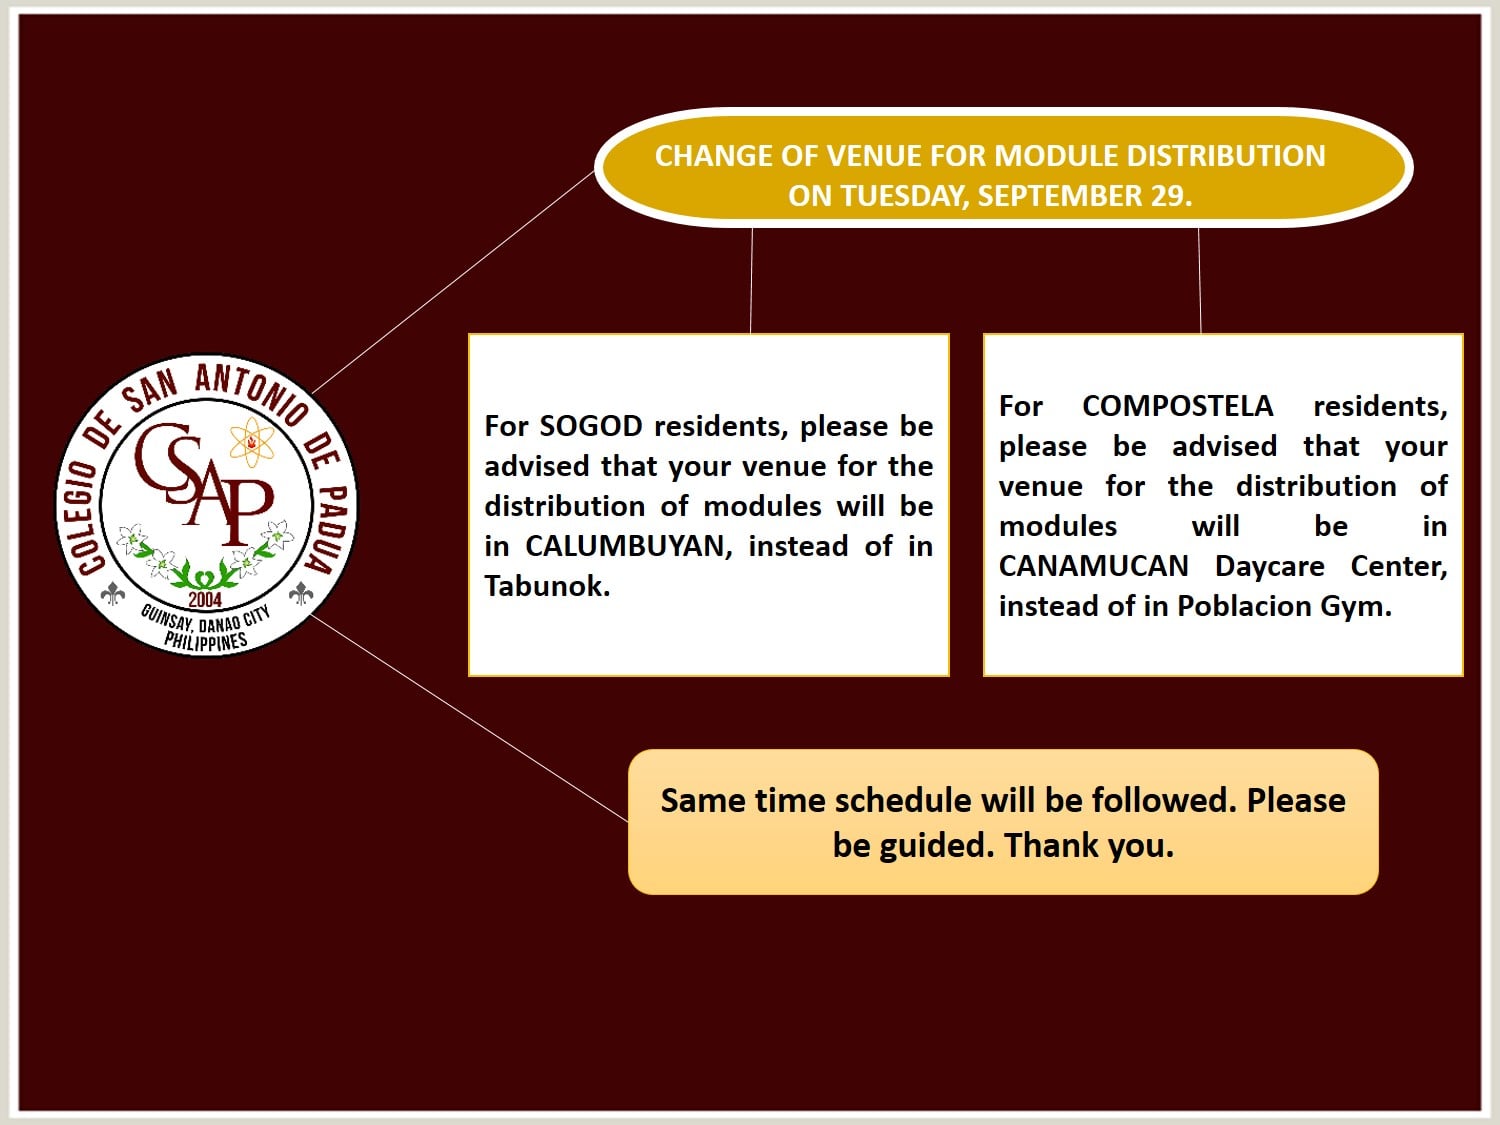 CHANGE OF VENUE FOR MODULE DISTRIBUTION
ON TUESDAY, SEPTEMBER 29.
COLEGIO DE SAN ANTONIO DE PADUA
CSAP
2004
GUINSAY, DANAO CITY
PHILIPPINES
For SOGOD residents, please be
advised that your venue for the
distribution of modules will be
in CALUMBUYAN, instead of in
Tabunok.
For COMPOSTELA residents,
please be advised that your
venue for the distribution of
modules will be in
CANAMUCAN Daycare Center,
instead of in Poblacion Gym.
Same time schedule will be followed. Please
be guided. Thank you.